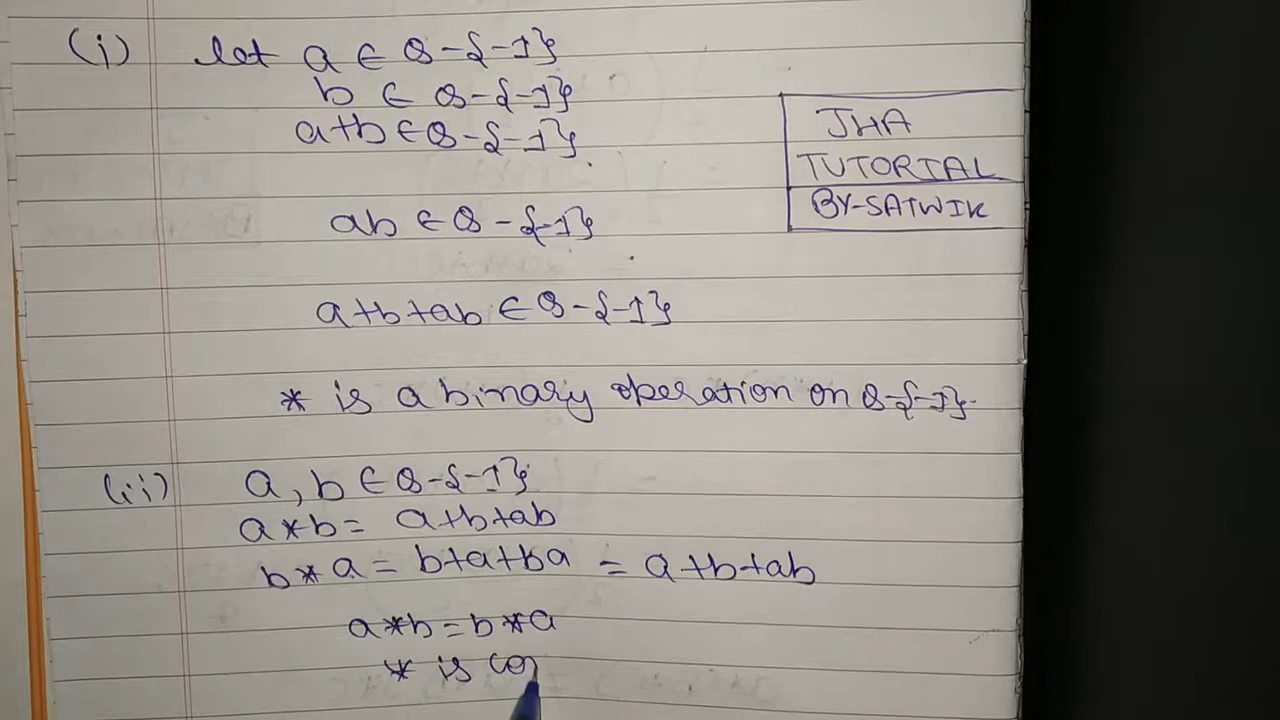 (i) let a ∈ Q-{-1}
b ∈ Q-{-1}
a+b ∈ Q-{-1}.
JHA
TUTORIAL
BY-SATWIK
ab ∈ Q-{-1}
a+b+ab ∈ Q-{-1}
* is a binary operation on Q-{-1}.
(ii) a, b ∈ Q-{-1}
a*b = a+b+ab
b*a = b+a+ba = a+b+ab
a*b = b*a
* is co